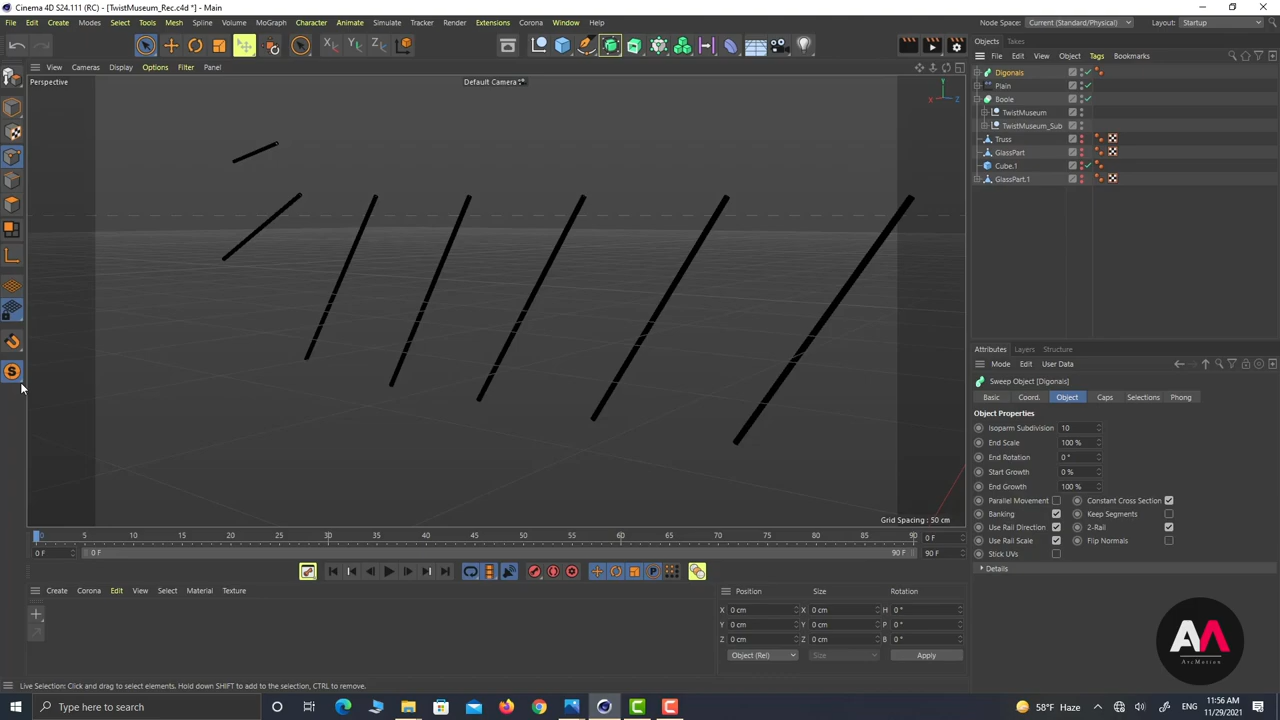 Cinema 4D S24.111 (RC) - [TwistMuseum_Rec.c4d *] - Main
File Edit Create Modes Select Tools Mesh Spline Volume MoGraph Character Animate Simulate Tracker Render Extensions Corona Window Help
Node Space: Current (Standard/Physical) Layout: Startup
X Y Z
Objects Takes
View Cameras Display Options Filter Panel
File Edit View Object Tags Bookmarks
Perspective
Default Camera
Y
X Z
Digonals
Plain
Boole
TwistMuseum
TwistMuseum_Sub
Truss
GlassPart
Cube.1
GlassPart.1
S
Attributes Layers Structure
Mode Edit User Data
Sweep Object [Digonals]
Basic Coord. Object Caps Selections Phong
Object Properties
Isoparm Subdivision 10
End Scale 100 %
End Rotation 0 °
Start Growth 0 %
End Growth 100 %
Parallel Movement Constant Cross Section
Banking Keep Segments
Use Rail Direction 2-Rail
Use Rail Scale Flip Normals
Stick UVs
Details
Grid Spacing : 50 cm
0 5 10 15 20 25 30 35 40 45 50 55 60 65 70 75 80 85 90 0 F
0 F 0 F 90 F 90 F
P
Create Corona Edit View Select Material Texture
Position Size Rotation
X 0 cm X 0 cm H 0 °
Y 0 cm Y 0 cm P 0 °
Z 0 cm Z 0 cm B 0 °
Object (Rel) Size Apply
ArcMotion
Live Selection: Click and drag to select elements. Hold down SHIFT to add to the selection, CTRL to remove.
Type here to search
58°F Haze
11:56 AM
11/29/2021